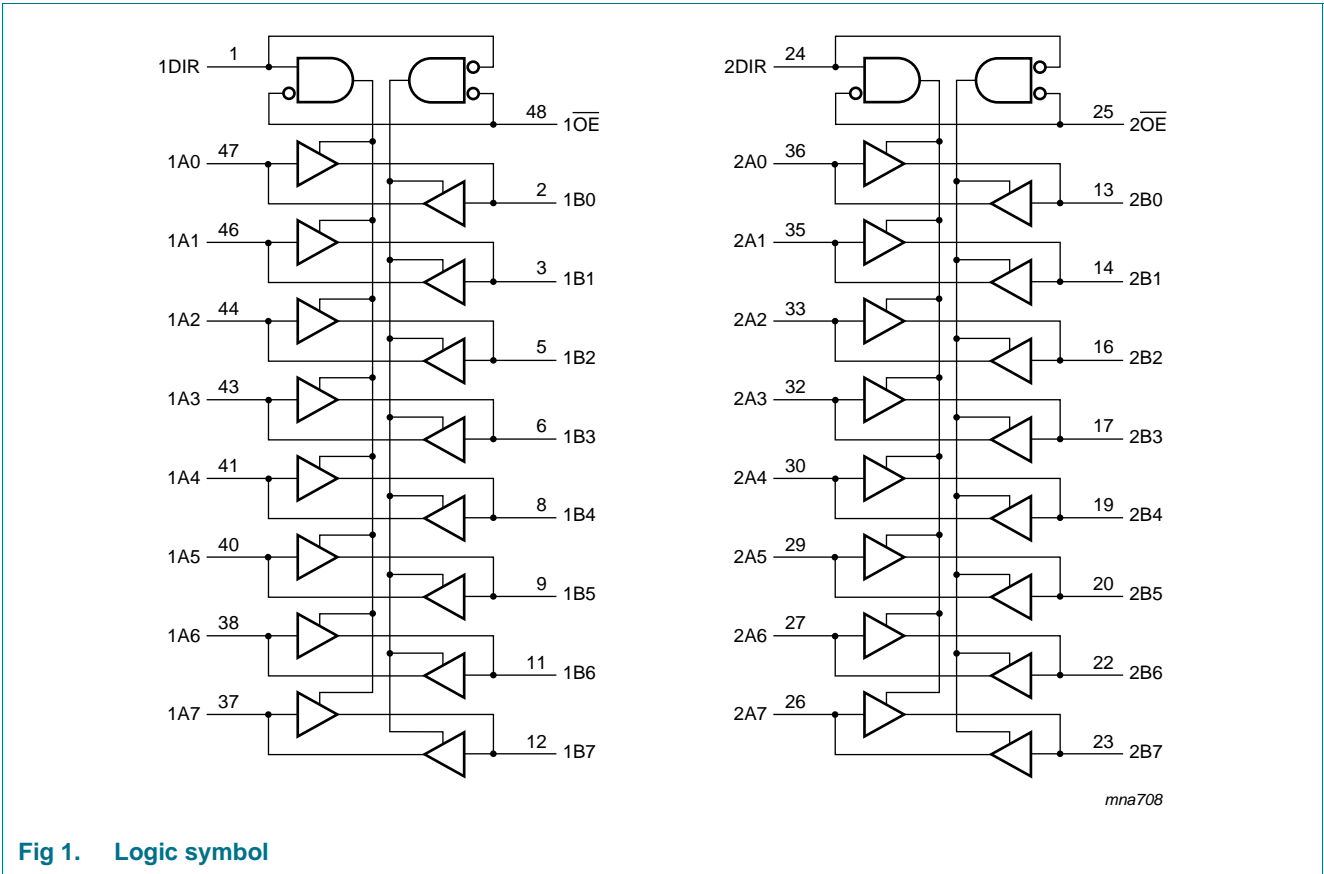 1DIR 1 2DIR 24
48 1OE 25 2OE
1A0 47 2A0 36
2 1B0 13 2B0
1A1 46 2A1 35
3 1B1 14 2B1
1A2 44 2A2 33
5 1B2 16 2B2
1A3 43 2A3 32
6 1B3 17 2B3
1A4 41 2A4 30
8 1B4 19 2B4
1A5 40 2A5 29
9 1B5 20 2B5
1A6 38 2A6 27
11 1B6 22 2B6
1A7 37 2A7 26
12 1B7 23 2B7
mna708
Fig 1. Logic symbol